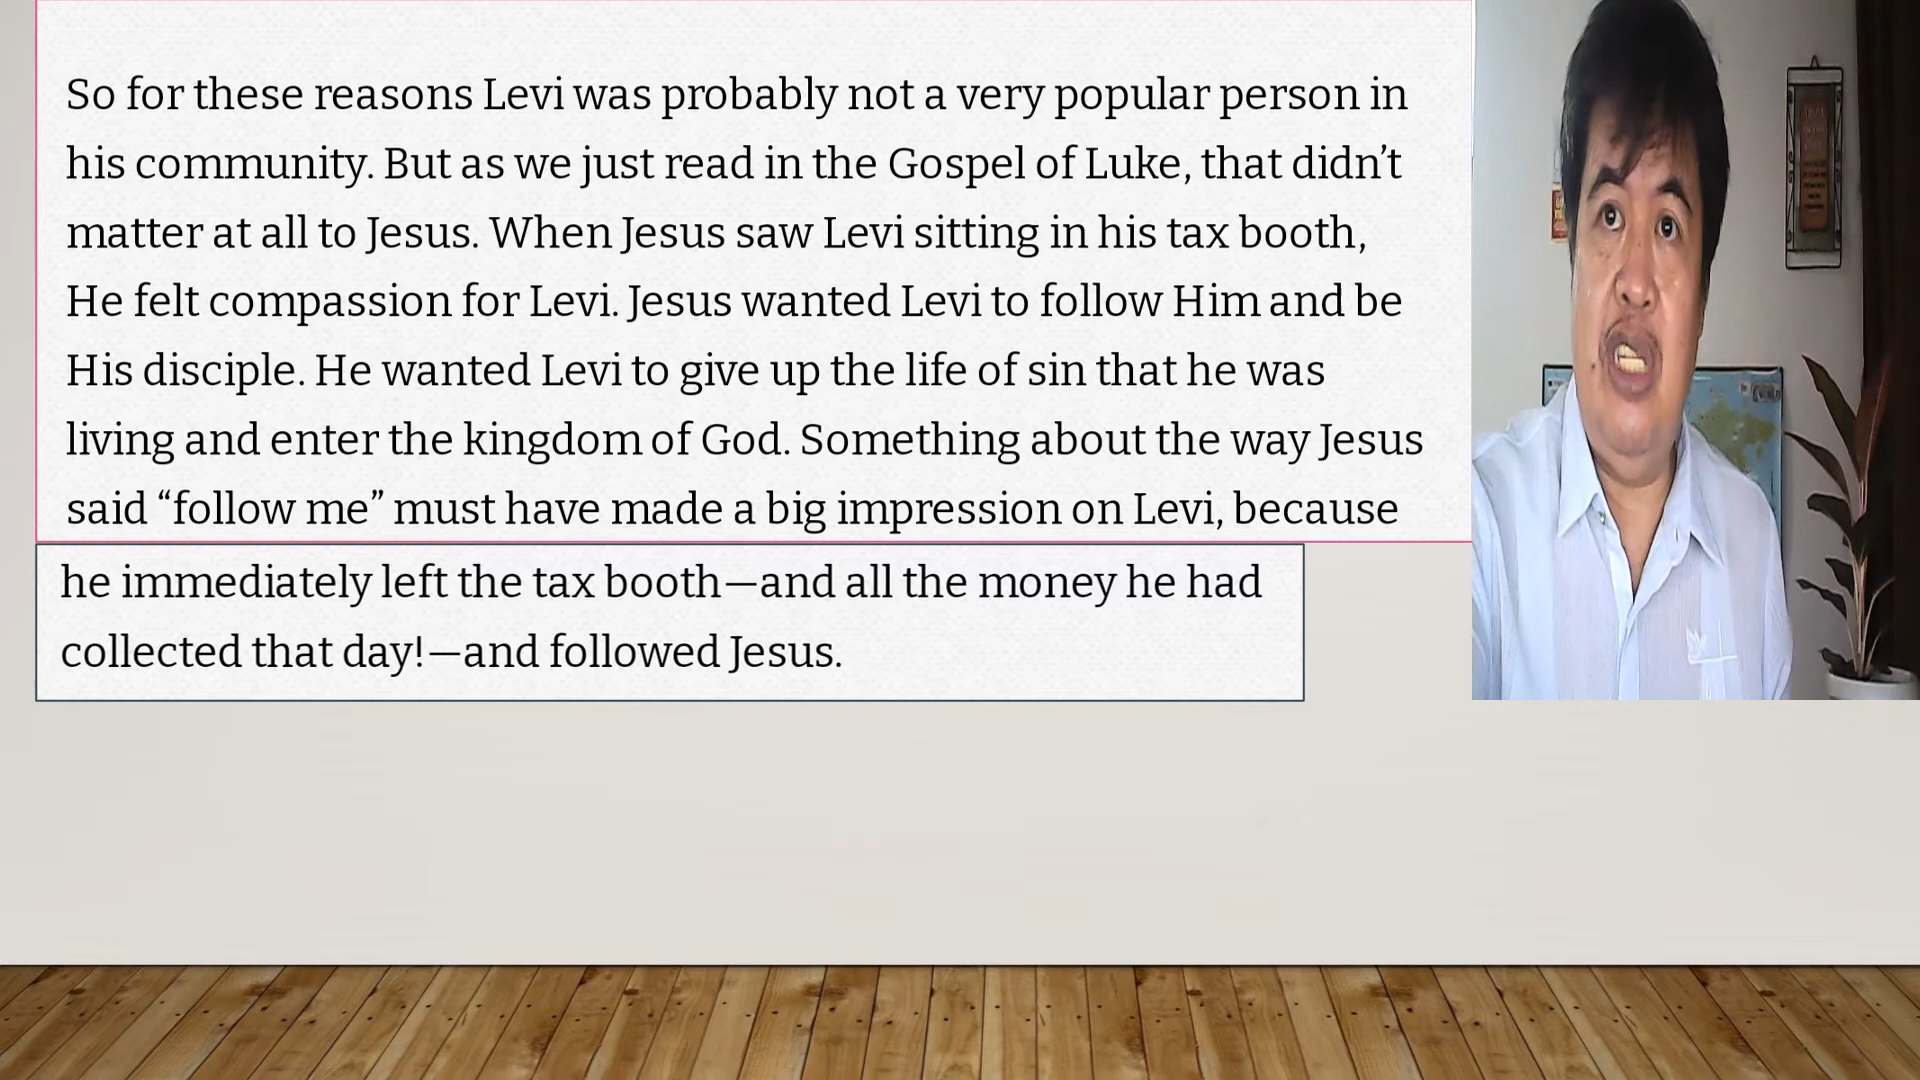 So for these reasons Levi was probably not a very popular person in
his community. But as we just read in the Gospel of Luke, that didn’t
matter at all to Jesus. When Jesus saw Levi sitting in his tax booth,
He felt compassion for Levi. Jesus wanted Levi to follow Him and be
His disciple. He wanted Levi to give up the life of sin that he was
living and enter the kingdom of God. Something about the way Jesus
said “follow me” must have made a big impression on Levi, because
he immediately left the tax booth—and all the money he had
collected that day!—and followed Jesus.